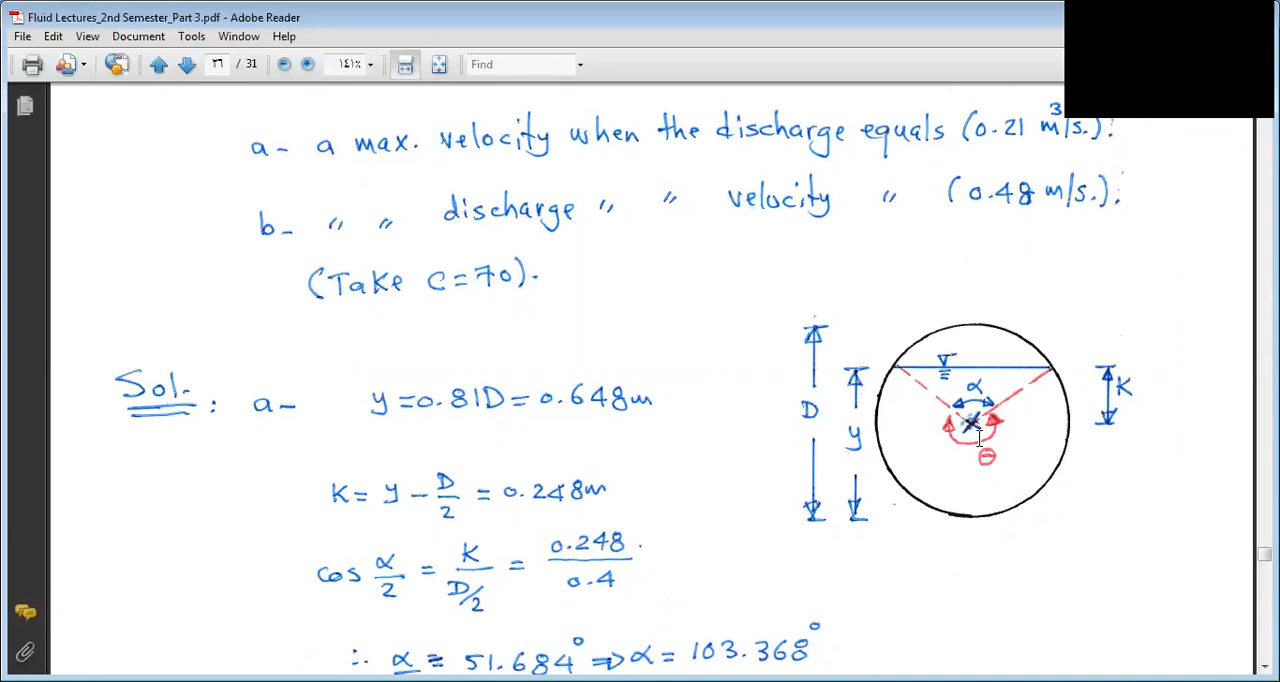 Fluid Lectures_2nd Semester_Part 3.pdf - Adobe Reader
File Edit View Document Tools Window Help
٢٦ / 31 ١٤١% Find
a- a max. velocity when the discharge equals (0.21 m³/s.).
b- " " discharge " " velocity " (0.48 m/s.).
(Take C=70).
Sol. : a- y = 0.81D = 0.648m
K = y - D/2 = 0.248m
cos α/2 = K / D/2 = 0.248 / 0.4
∴ α = 51.684° ⇒ α = 103.368°
D
y
α
θ
K